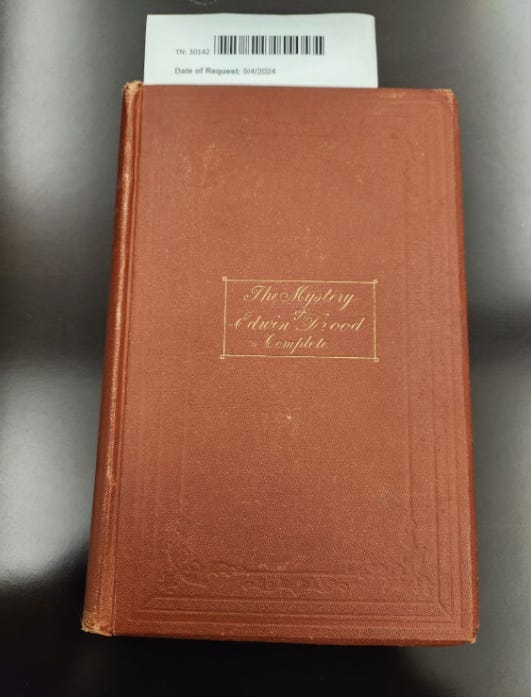 TN: 30142
Date of Request: 9/4/2024
The Mystery
of
Edwin Drood
Complete